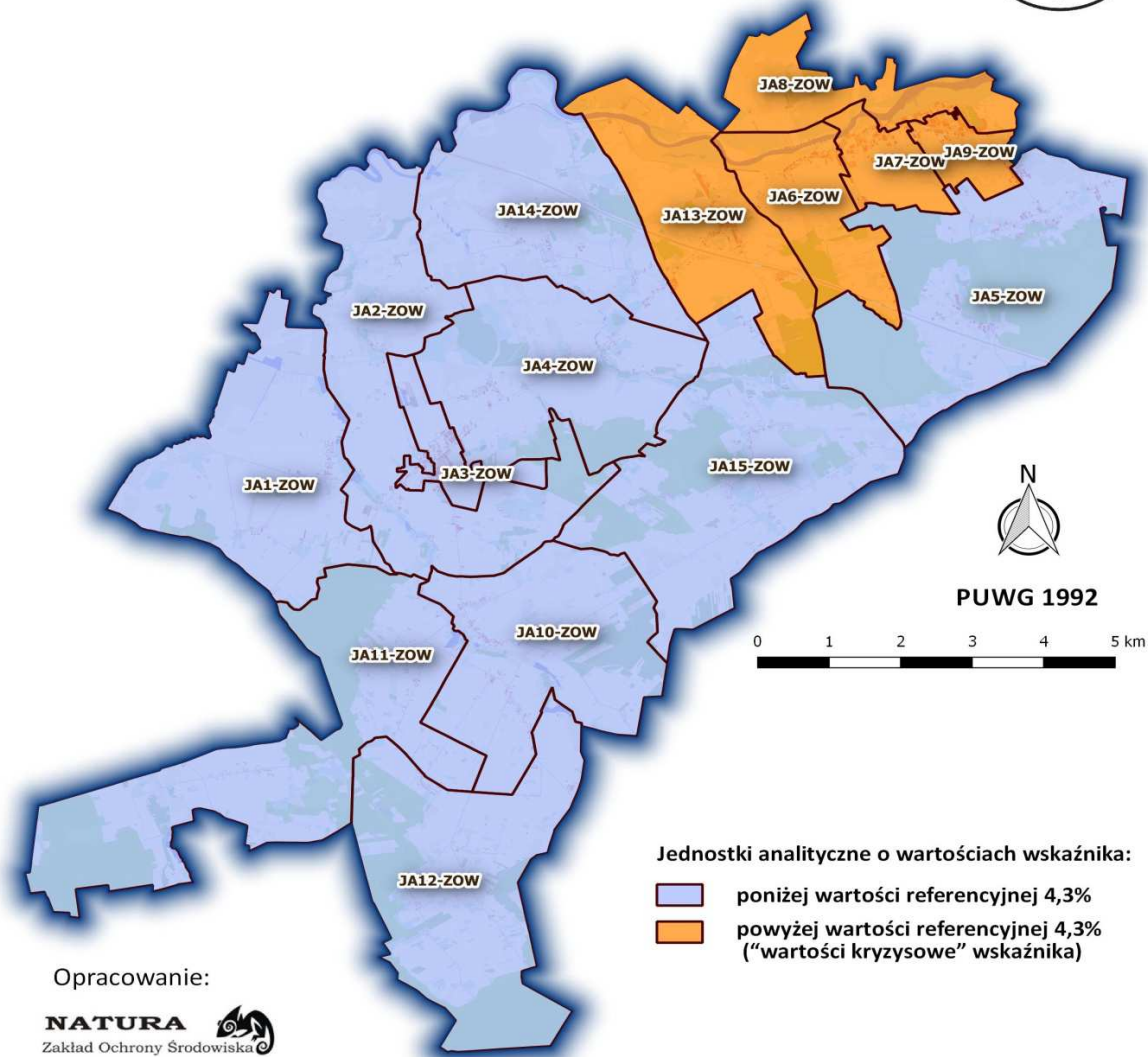 JA8-ZOW
JA7-ZOW
JA9-ZOW
JA14-ZOW
JA13-ZOW
JA6-ZOW
JA2-ZOW
JA5-ZOW
JA4-ZOW
JA1-ZOW
JA3-ZOW
JA15-ZOW
N
PUWG 1992
0 1 2 3 4 5 km
JA10-ZOW
JA11-ZOW
JA12-ZOW
Jednostki analityczne o wartościach wskaźnika:
poniżej wartości referencyjnej 4,3%
powyżej wartości referencyjnej 4,3%
(“wartości kryzysowe” wskaźnika)
Opracowanie:
NATURA
Zakład Ochrony Środowiska